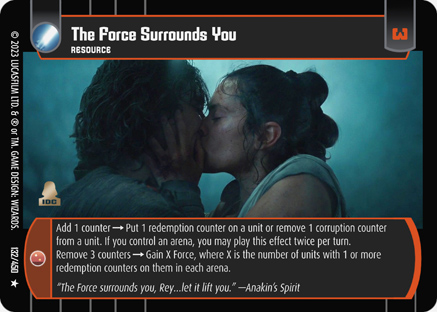 The Force Surrounds You
RESOURCE
3
© 2023 LUCASFILM LTD. & ® or TM. GAME DESIGN: WIZARDS.
132/450
IDC
Add 1 counter → Put 1 redemption counter on a unit or remove 1 corruption counter
from a unit. If you control an arena, you may play this effect twice per turn.
Remove 3 counters → Gain X Force, where X is the number of units with 1 or more
redemption counters on them in each arena.
"The Force surrounds you, Rey...let it lift you." —Anakin's Spirit